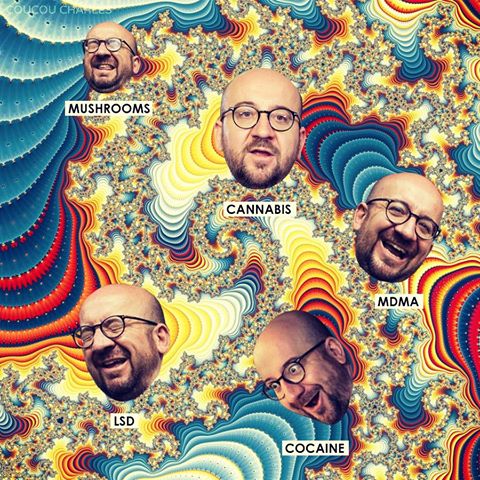 COUCOU CHARLES
MUSHROOMS
CANNABIS
MDMA
LSD
COCAINE